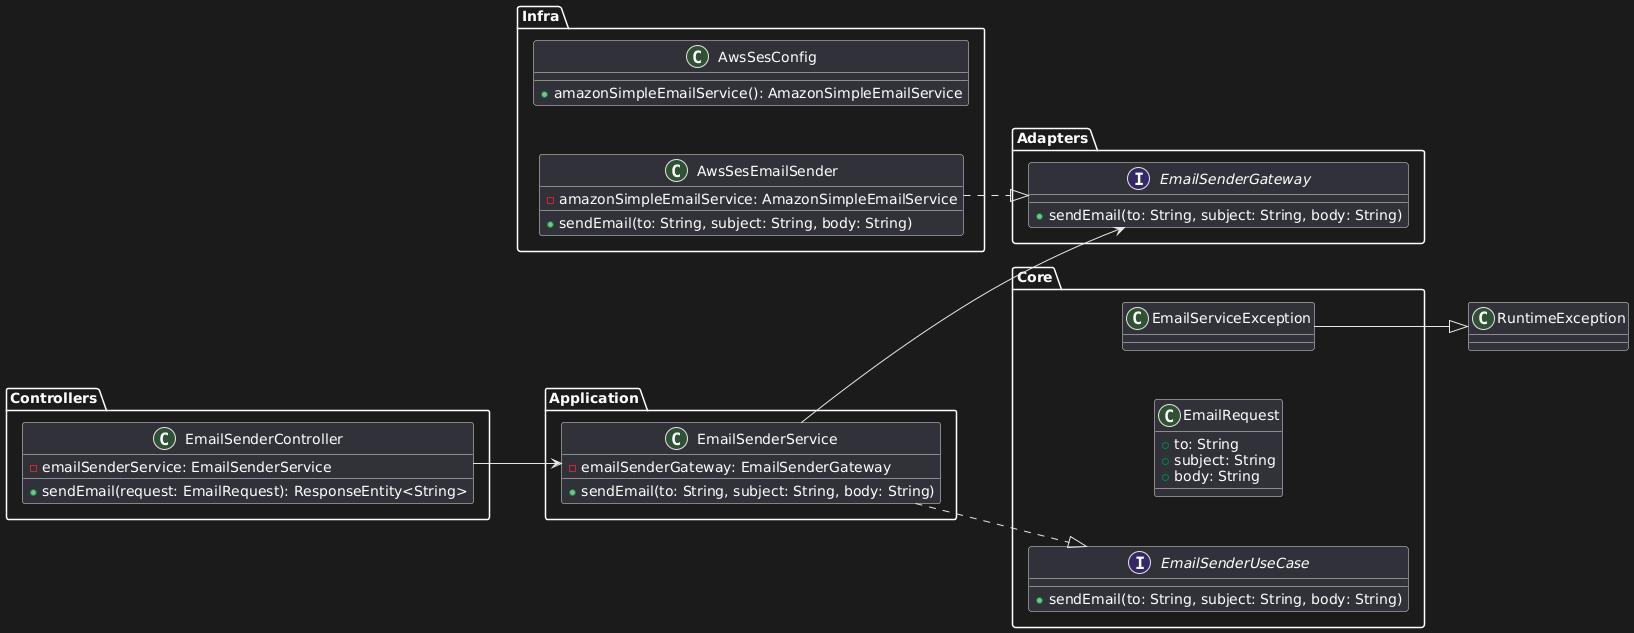 Infra
C AwsSesConfig
amazonSimpleEmailService(): AmazonSimpleEmailService
C AwsSesEmailSender
amazonSimpleEmailService: AmazonSimpleEmailService
sendEmail(to: String, subject: String, body: String)
Adapters
I EmailSenderGateway
sendEmail(to: String, subject: String, body: String)
Core
C EmailServiceException
C RuntimeException
C EmailRequest
to: String
subject: String
body: String
I EmailSenderUseCase
sendEmail(to: String, subject: String, body: String)
Controllers
C EmailSenderController
emailSenderService: EmailSenderService
sendEmail(request: EmailRequest): ResponseEntity<String>
Application
C EmailSenderService
emailSenderGateway: EmailSenderGateway
sendEmail(to: String, subject: String, body: String)